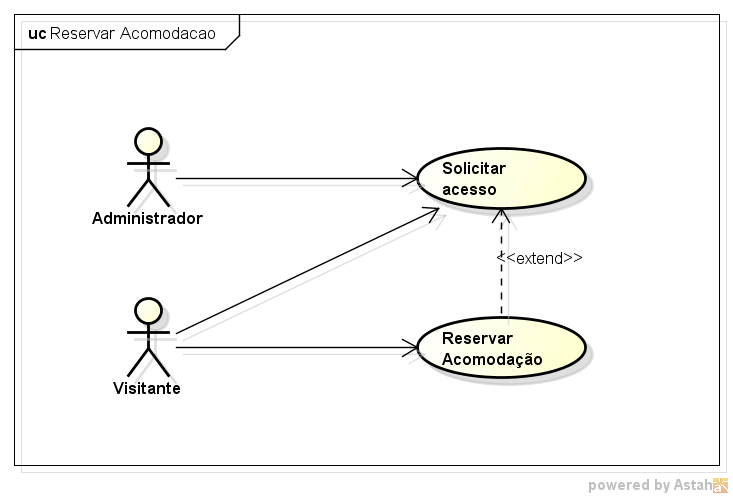 uc Reservar Acomodacao
Solicitar
acesso
Administrador
<<extend>>
Reservar
Acomodação
Visitante
powered by Astah